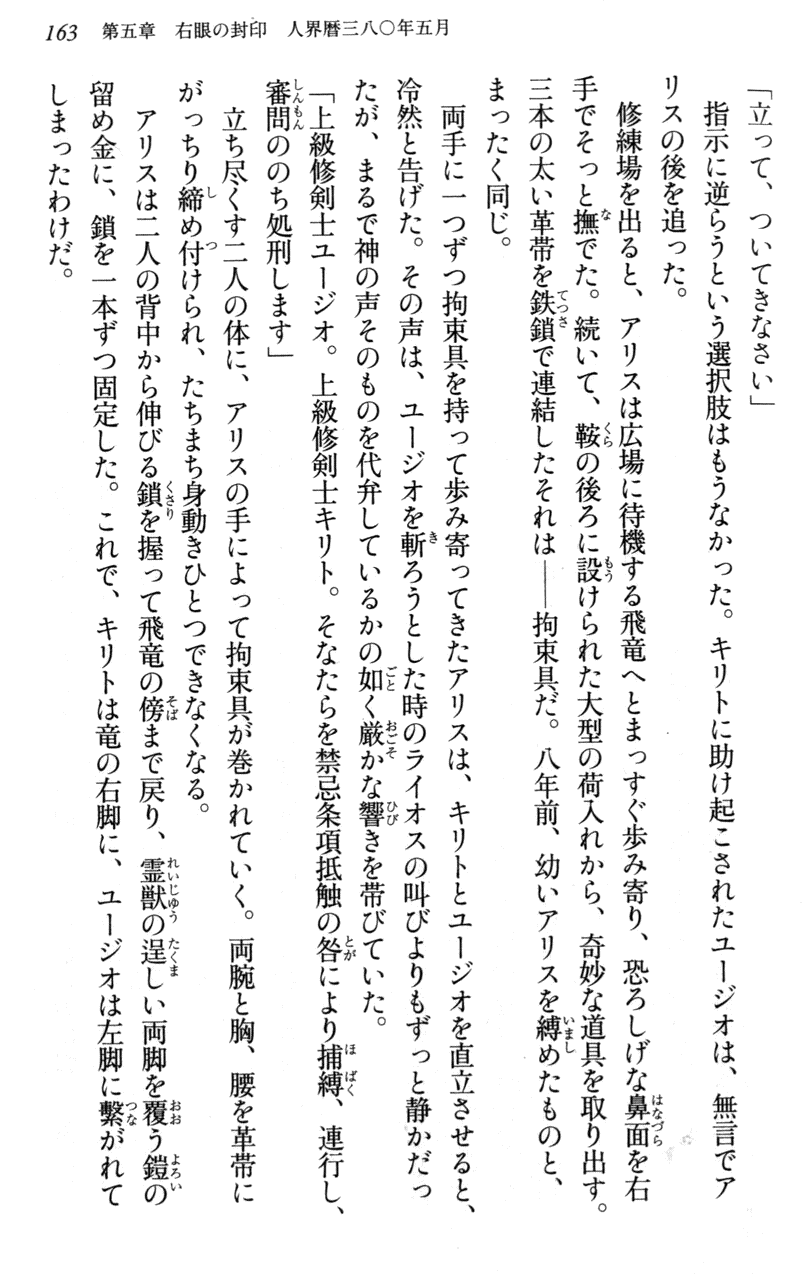 163　第五章　右眼の封印　人界暦三八〇年五月
「立って、ついてきなさい」
　指示に逆らうという選択肢はもうなかった。キリトに助け起こされたユージオは、無言でア
リスの後を追った。
　修練場を出ると、アリスは広場に待機する飛竜へとまっすぐ歩み寄り、恐ろしげな鼻面を右
手でそっと撫でた。続いて、鞍の後ろに設けられた大型の荷入れから、奇妙な道具を取り出す。
三本の太い革帯を鉄鎖で連結したそれは――拘束具だ。八年前、幼いアリスを縛めたものと、
まったく同じ。
　両手に一つずつ拘束具を持って歩み寄ってきたアリスは、キリトとユージオを直立させると、
冷然と告げた。その声は、ユージオを斬ろうとした時のライオスの叫びよりもずっと静かだっ
たが、まるで神の声そのものを代弁しているかの如く厳かな響きを帯びていた。
「上級修剣士ユージオ。上級修剣士キリト。そなたらを禁忌条項抵触の咎により捕縛、連行し、
審問ののち処刑します」
　立ち尽くす二人の体に、アリスの手によって拘束具が巻かれていく。両腕と胸、腰を革帯に
がっちり締め付けられ、たちまち身動きひとつできなくなる。
　アリスは二人の背中から伸びる鎖を握って飛竜の傍まで戻り、霊獣の逞しい両脚を覆う鎧の
留め金に、鎖を一本ずつ固定した。これで、キリトは竜の右脚に、ユージオは左脚に繫がれて
しまったわけだ。